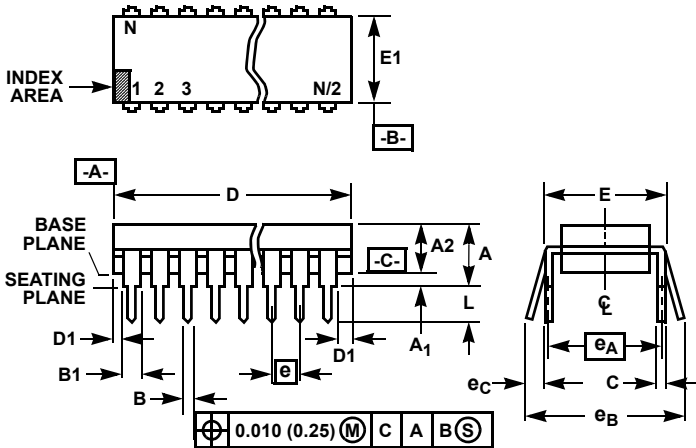 N
E1
INDEX
AREA
1 2 3 N/2
-B-
-A-
D
E
BASE
PLANE
A2
A
-C-
SEATING
PLANE
L
C L
D1
D1
A1
eA
B1
e
eC
C
B
eB
0.010 (0.25) M C A B S